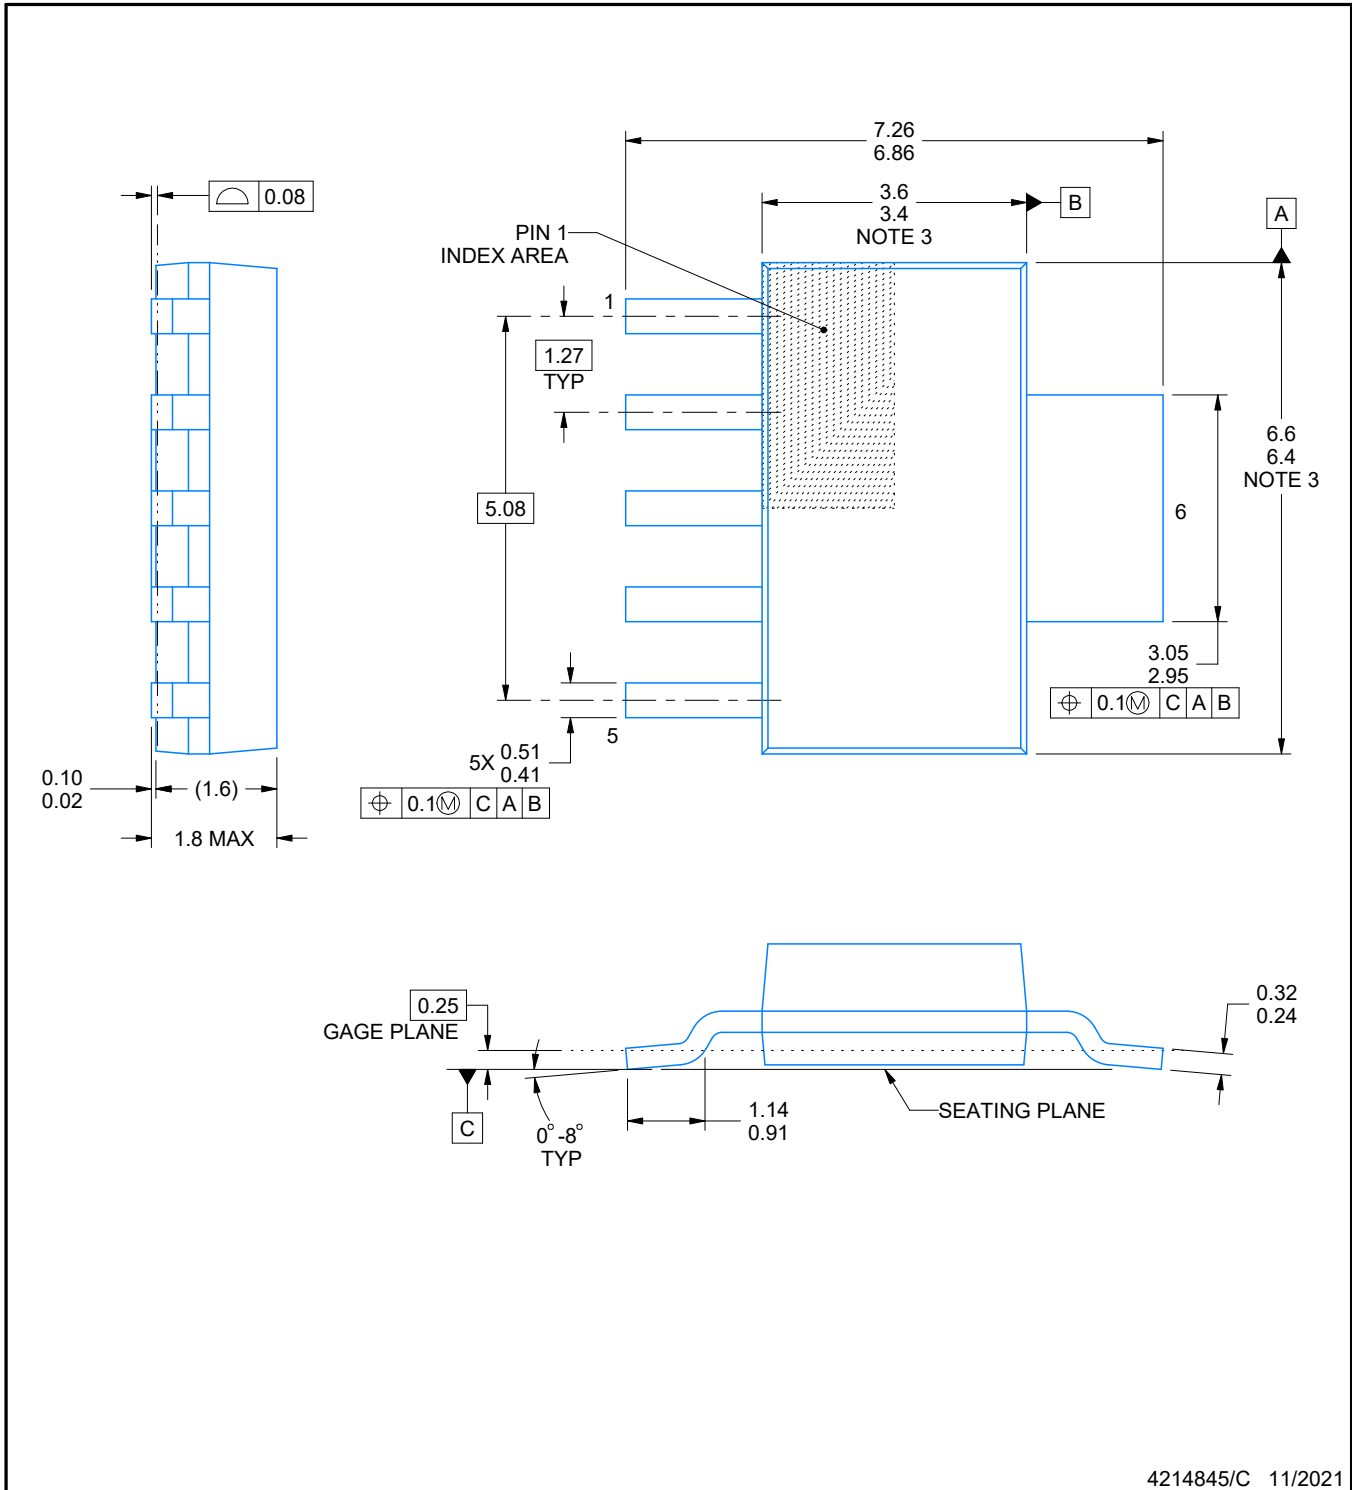 7.26
6.86
0.08
3.6
3.4
NOTE 3
B
A
PIN 1
INDEX AREA
1
1.27
TYP
5.08
6.6
6.4
NOTE 3
6
3.05
2.95
⌖ 0.1Ⓜ C A B
5
5X 0.51
0.41
⌖ 0.1Ⓜ C A B
0.10
0.02
(1.6)
1.8 MAX
0.25
GAGE PLANE
0.32
0.24
C
0°-8°
TYP
1.14
0.91
SEATING PLANE
4214845/C 11/2021